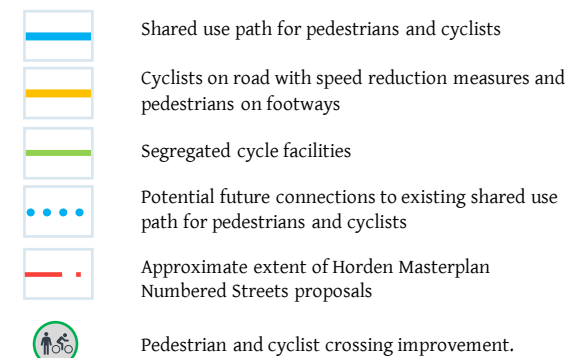 Shared use path for pedestrians and cyclists
Cyclists on road with speed reduction measures and
pedestrians on footways
Segregated cycle facilities
Potential future connections to existing shared use
path for pedestrians and cyclists
Approximate extent of Horden Masterplan
Numbered Streets proposals
Pedestrian and cyclist crossing improvement.